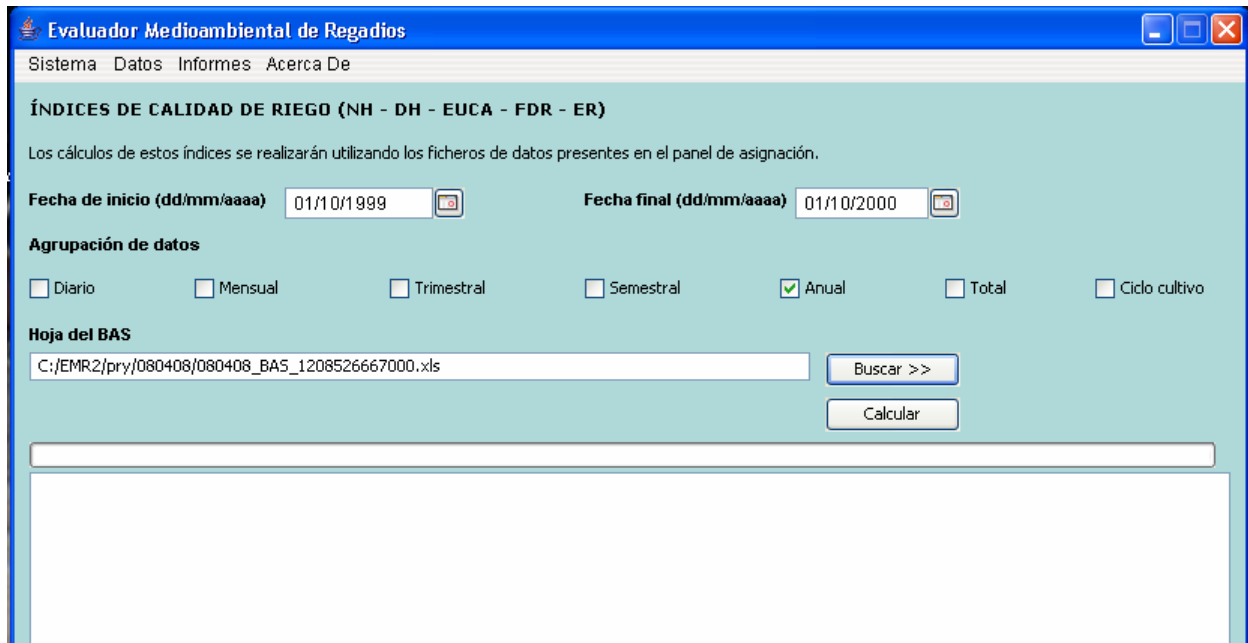 Evaluador Medioambiental de Regadios
Sistema Datos Informes Acerca De
ÍNDICES DE CALIDAD DE RIEGO (NH - DH - EUCA - FDR - ER)
Los cálculos de estos índices se realizarán utilizando los ficheros de datos presentes en el panel de asignación.
Fecha de inicio (dd/mm/aaaa) 01/10/1999 Fecha final (dd/mm/aaaa) 01/10/2000
Agrupación de datos
Diario Mensual Trimestral Semestral Anual Total Ciclo cultivo
Hoja del BAS
C:/EMR2/pry/080408/080408_BAS_1208526667000.xls Buscar >>
Calcular